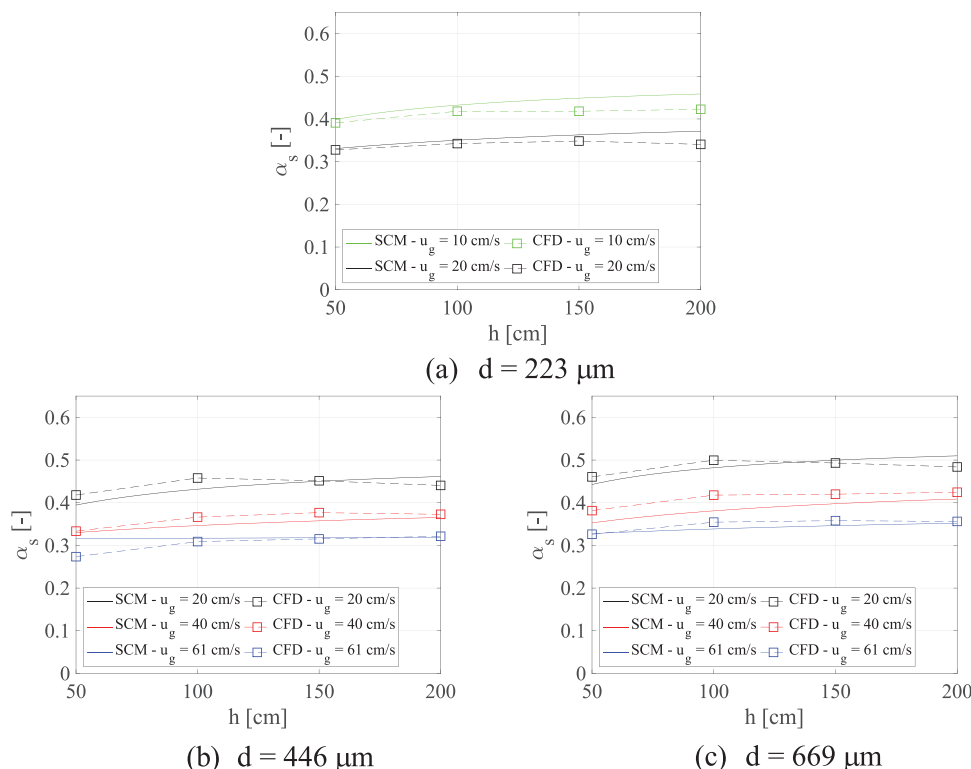 0.6
0.5
0.4
0.3
0.2
0.1
0
α_s [-]
SCM - u_g = 10 cm/s CFD - u_g = 10 cm/s
SCM - u_g = 20 cm/s CFD - u_g = 20 cm/s
50 100 150 200
h [cm]
(a) d = 223 μm
0.6
0.5
0.4
0.3
0.2
0.1
0
α_s [-]
SCM - u_g = 20 cm/s CFD - u_g = 20 cm/s
SCM - u_g = 40 cm/s CFD - u_g = 40 cm/s
SCM - u_g = 61 cm/s CFD - u_g = 61 cm/s
50 100 150 200
h [cm]
(b) d = 446 μm
0.6
0.5
0.4
0.3
0.2
0.1
0
α_s [-]
SCM - u_g = 20 cm/s CFD - u_g = 20 cm/s
SCM - u_g = 40 cm/s CFD - u_g = 40 cm/s
SCM - u_g = 61 cm/s CFD - u_g = 61 cm/s
50 100 150 200
h [cm]
(c) d = 669 μm